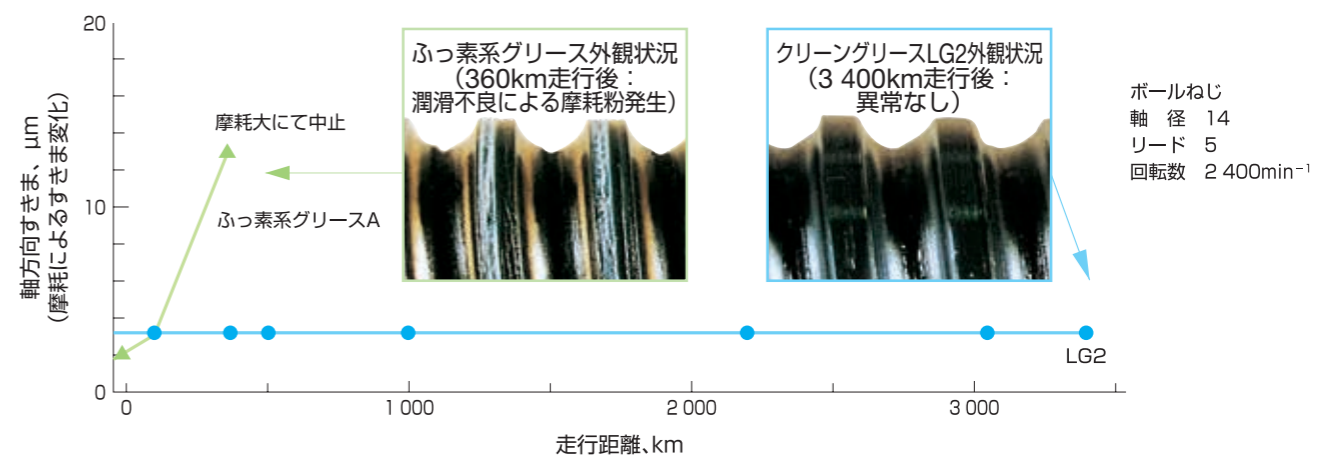 20
10
0
軸方向すきま、μm
（摩耗によるすきま変化）
摩耗大にて中止
ふっ素系グリースA
ふっ素系グリース外観状況
（360km走行後：
潤滑不良による摩耗粉発生）
クリーングリースLG2外観状況
（3 400km走行後：
異常なし）
ボールねじ
軸　径　14
リード　5
回転数　2 400min⁻¹
LG2
0
1 000
2 000
3 000
走行距離、km